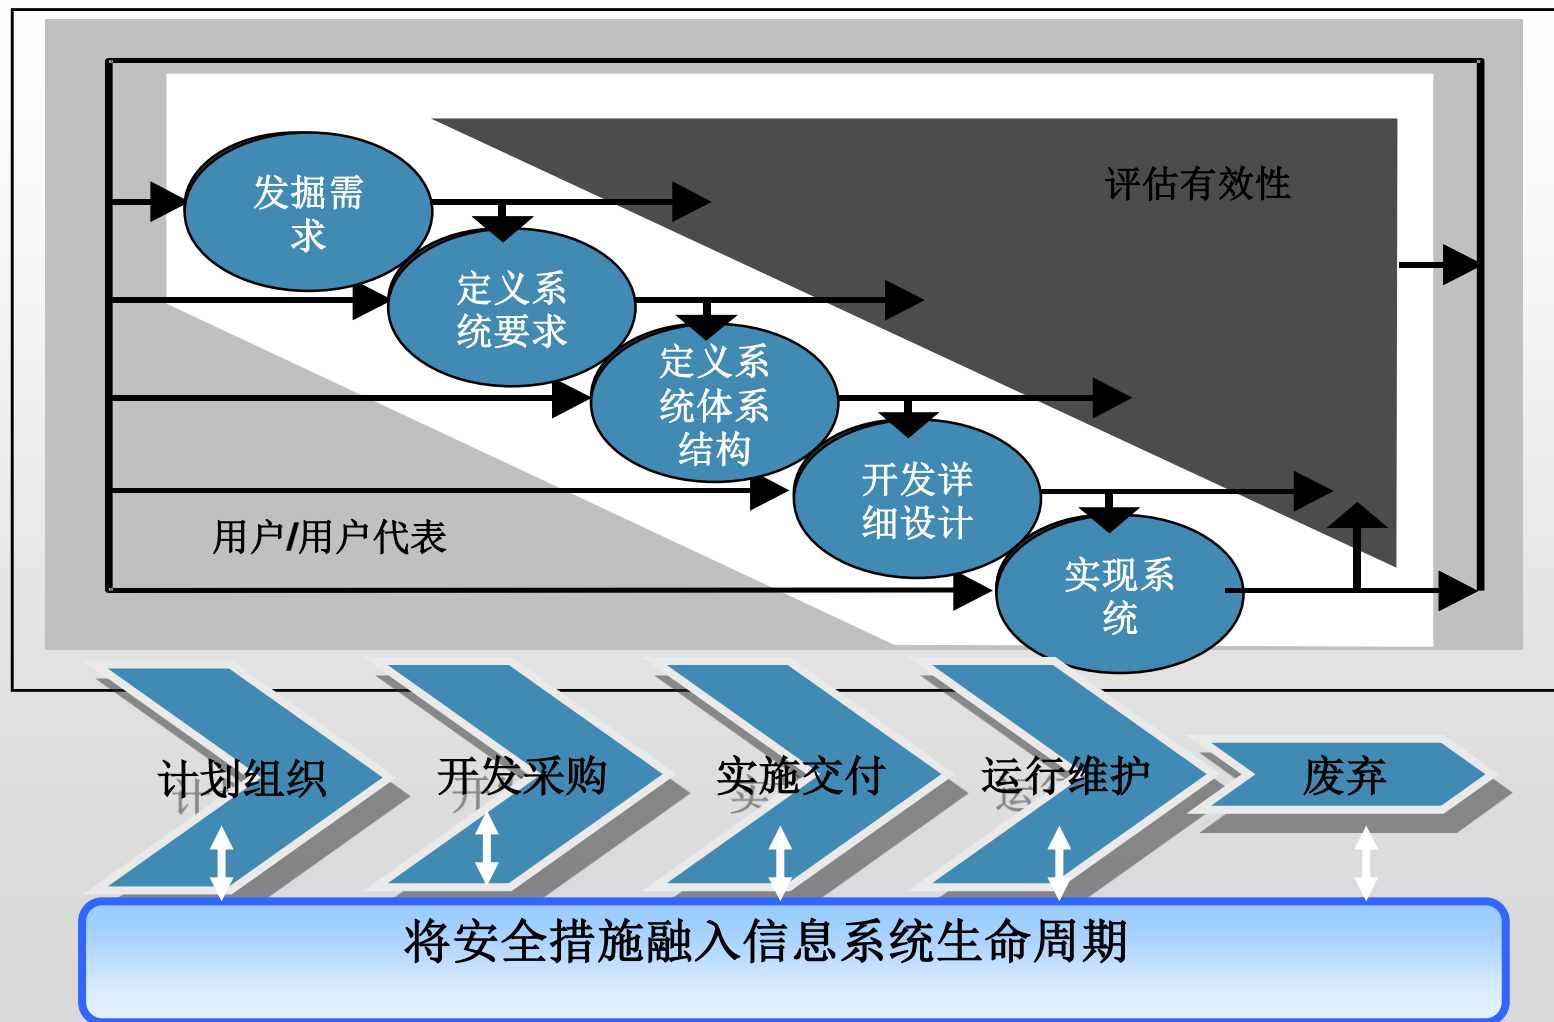 发掘需
求
评估有效性
定义系
统要求
定义系
统体系
结构
开发详
细设计
用户/用户代表
实现系
统
计划组织
开发采购
实施交付
运行维护
废弃
将安全措施融入信息系统生命周期